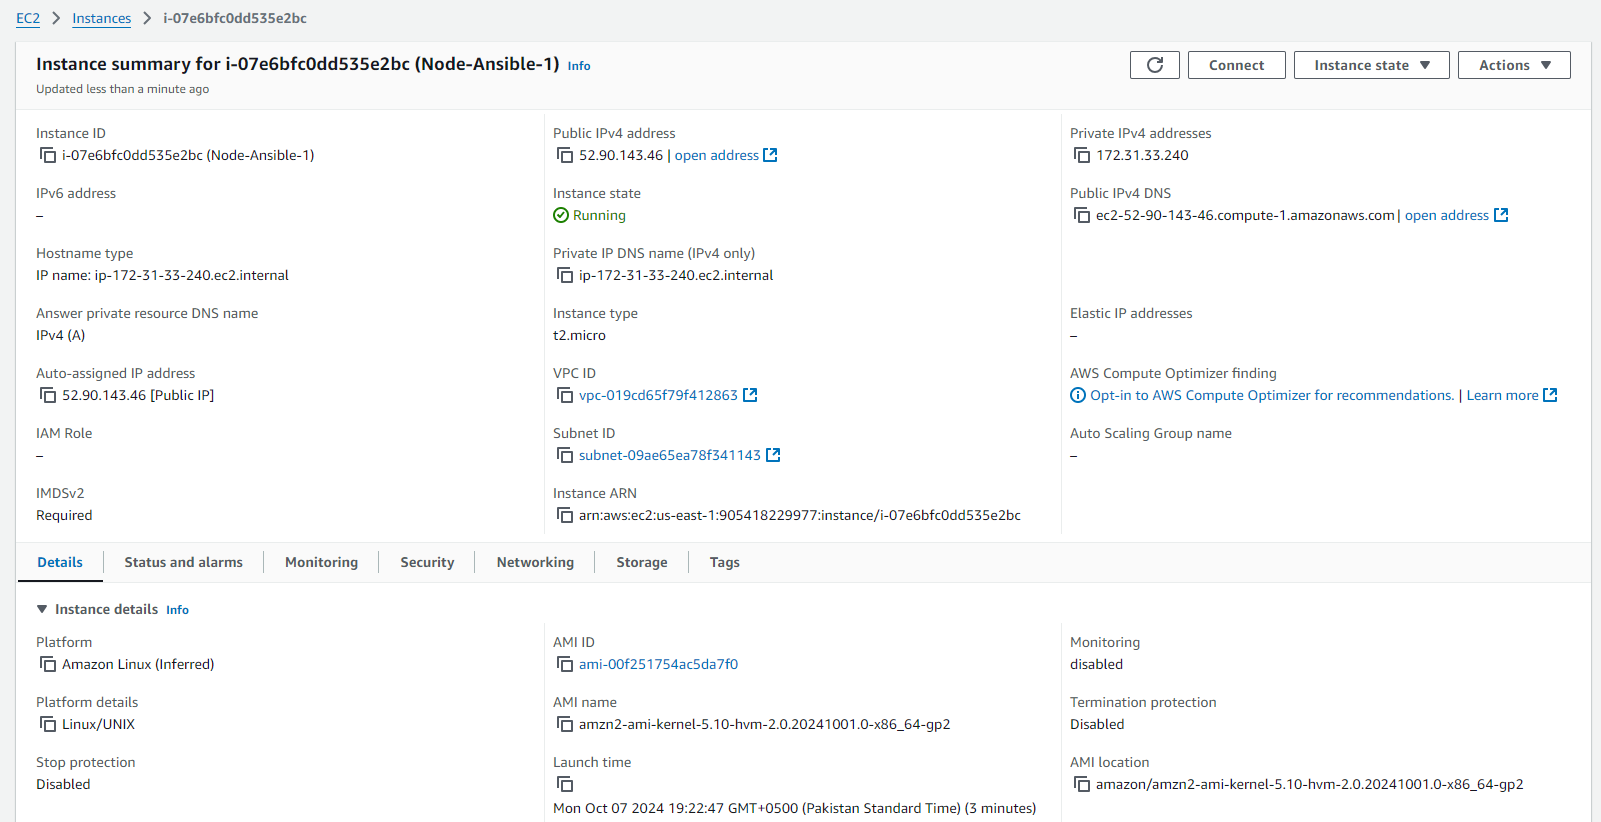 EC2 > Instances > i-07e6bfc0dd535e2bc
Instance summary for i-07e6bfc0dd535e2bc (Node-Ansible-1) Info
Updated less than a minute ago
Connect
Instance state
Actions
Instance ID
i-07e6bfc0dd535e2bc (Node-Ansible-1)
Public IPv4 address
52.90.143.46 | open address
Private IPv4 addresses
172.31.33.240
IPv6 address
–
Instance state
Running
Public IPv4 DNS
ec2-52-90-143-46.compute-1.amazonaws.com | open address
Hostname type
IP name: ip-172-31-33-240.ec2.internal
Private IP DNS name (IPv4 only)
ip-172-31-33-240.ec2.internal
Answer private resource DNS name
IPv4 (A)
Instance type
t2.micro
Elastic IP addresses
–
Auto-assigned IP address
52.90.143.46 [Public IP]
VPC ID
vpc-019cd65f79f412863
AWS Compute Optimizer finding
Opt-in to AWS Compute Optimizer for recommendations. | Learn more
IAM Role
–
Subnet ID
subnet-09ae65ea78f341143
Auto Scaling Group name
–
IMDSv2
Required
Instance ARN
arn:aws:ec2:us-east-1:905418229977:instance/i-07e6bfc0dd535e2bc
Details
Status and alarms
Monitoring
Security
Networking
Storage
Tags
Instance details Info
Platform
Amazon Linux (Inferred)
AMI ID
ami-00f251754ac5da7f0
Monitoring
disabled
Platform details
Linux/UNIX
AMI name
amzn2-ami-kernel-5.10-hvm-2.0.20241001.0-x86_64-gp2
Termination protection
Disabled
Stop protection
Disabled
Launch time
Mon Oct 07 2024 19:22:47 GMT+0500 (Pakistan Standard Time) (3 minutes)
AMI location
amazon/amzn2-ami-kernel-5.10-hvm-2.0.20241001.0-x86_64-gp2